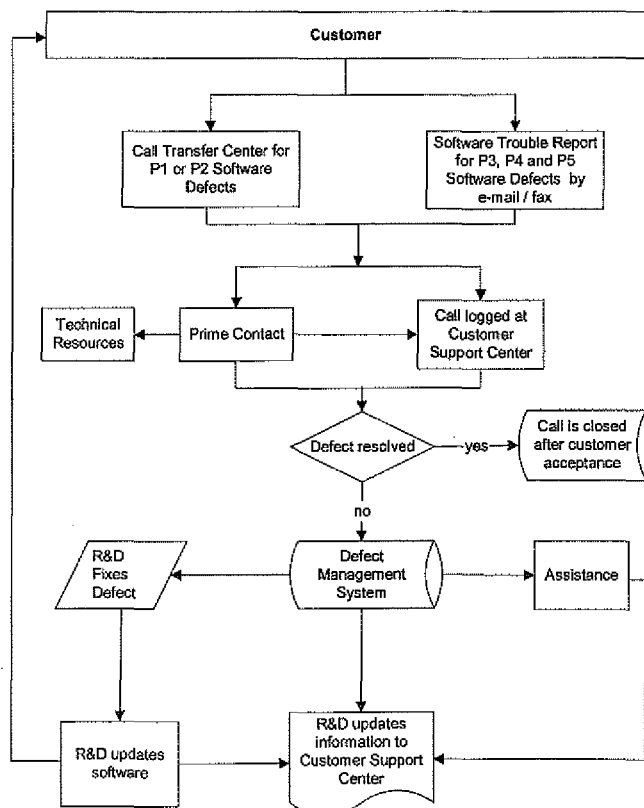 Customer
Call Transfer Center for
P1 or P2 Software
Defects
Software Trouble Report
for P3, P4 and P5
Software Defects by
e-mail / fax
Technical
Resources
Prime Contact
Call logged at
Customer
Support Center
Defect resolved
yes
Call is closed
after customer
acceptance
no
R&D
Fixes
Defect
Defect
Management
System
Assistance
R&D updates
software
R&D updates
information to
Customer Support
Center